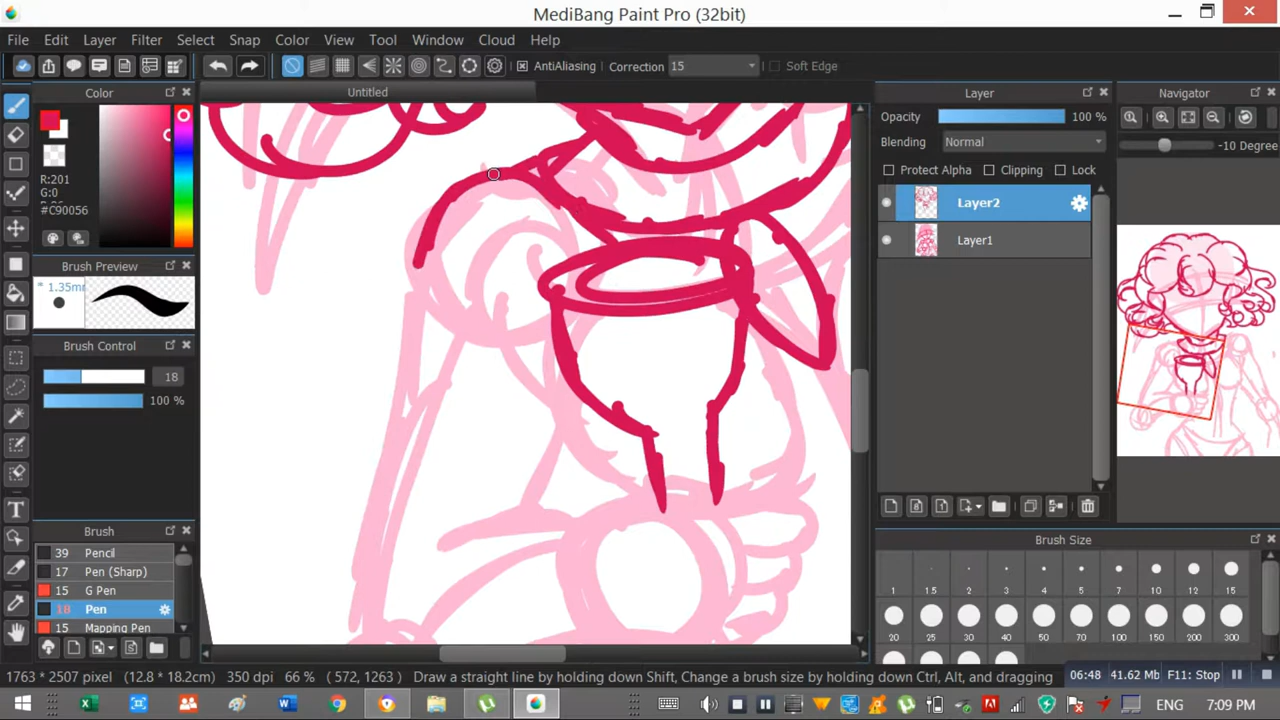 MediBang Paint Pro (32bit)
File Edit Layer Filter Select Snap Color View Tool Window Cloud Help
AntiAliasing Correction 15 Soft Edge
Untitled
Color
R:201
G:0
#C90056
Brush Preview
* 1.35mm
Brush Control
18
100 %
Brush
39 Pencil
17 Pen (Sharp)
15 G Pen
18 Pen
15 Mapping Pen
Layer
Opacity 100 %
Blending Normal
Protect Alpha Clipping Lock
Layer2
Layer1
Navigator
-10 Degree
Brush Size
1 1.5 2 3 4 5 7 10 12 15
20 25 30 40 50 70 100 150 200 300
1763 * 2507 pixel (12.8 * 18.2cm) 350 dpi 66 % (572, 1263) Draw a straight line by holding down Shift, Change a brush size by holding down Ctrl, Alt, and dragging
06:48 41.62 MB F11: Stop
ENG 7:09 PM